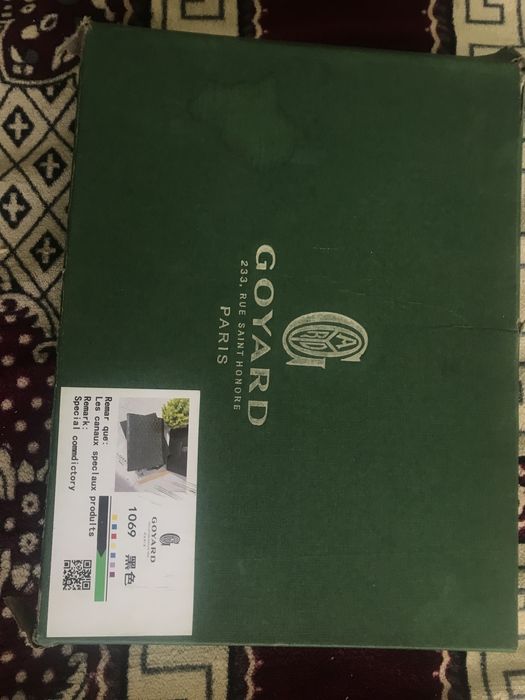 GOYARD
233, RUE SAINT HONORE
PARIS
GOYARD
PARIS
1069 黑色
Remar que:
Les canaux speciaux produits
Remark:
Special commdictory